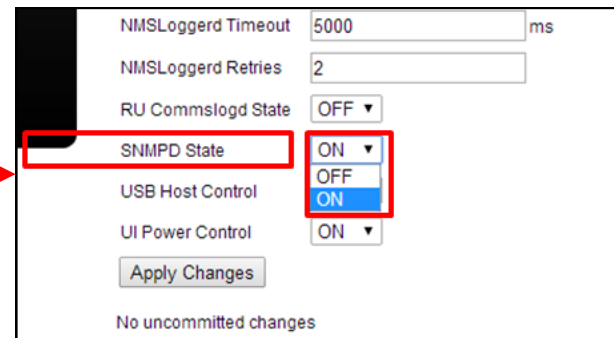 NMSLoggerd Timeout 5000 ms
NMSLoggerd Retries 2
RU Commslogd State OFF
SNMPD State ON
OFF
USB Host Control ON
UI Power Control ON
Apply Changes
No uncommitted changes